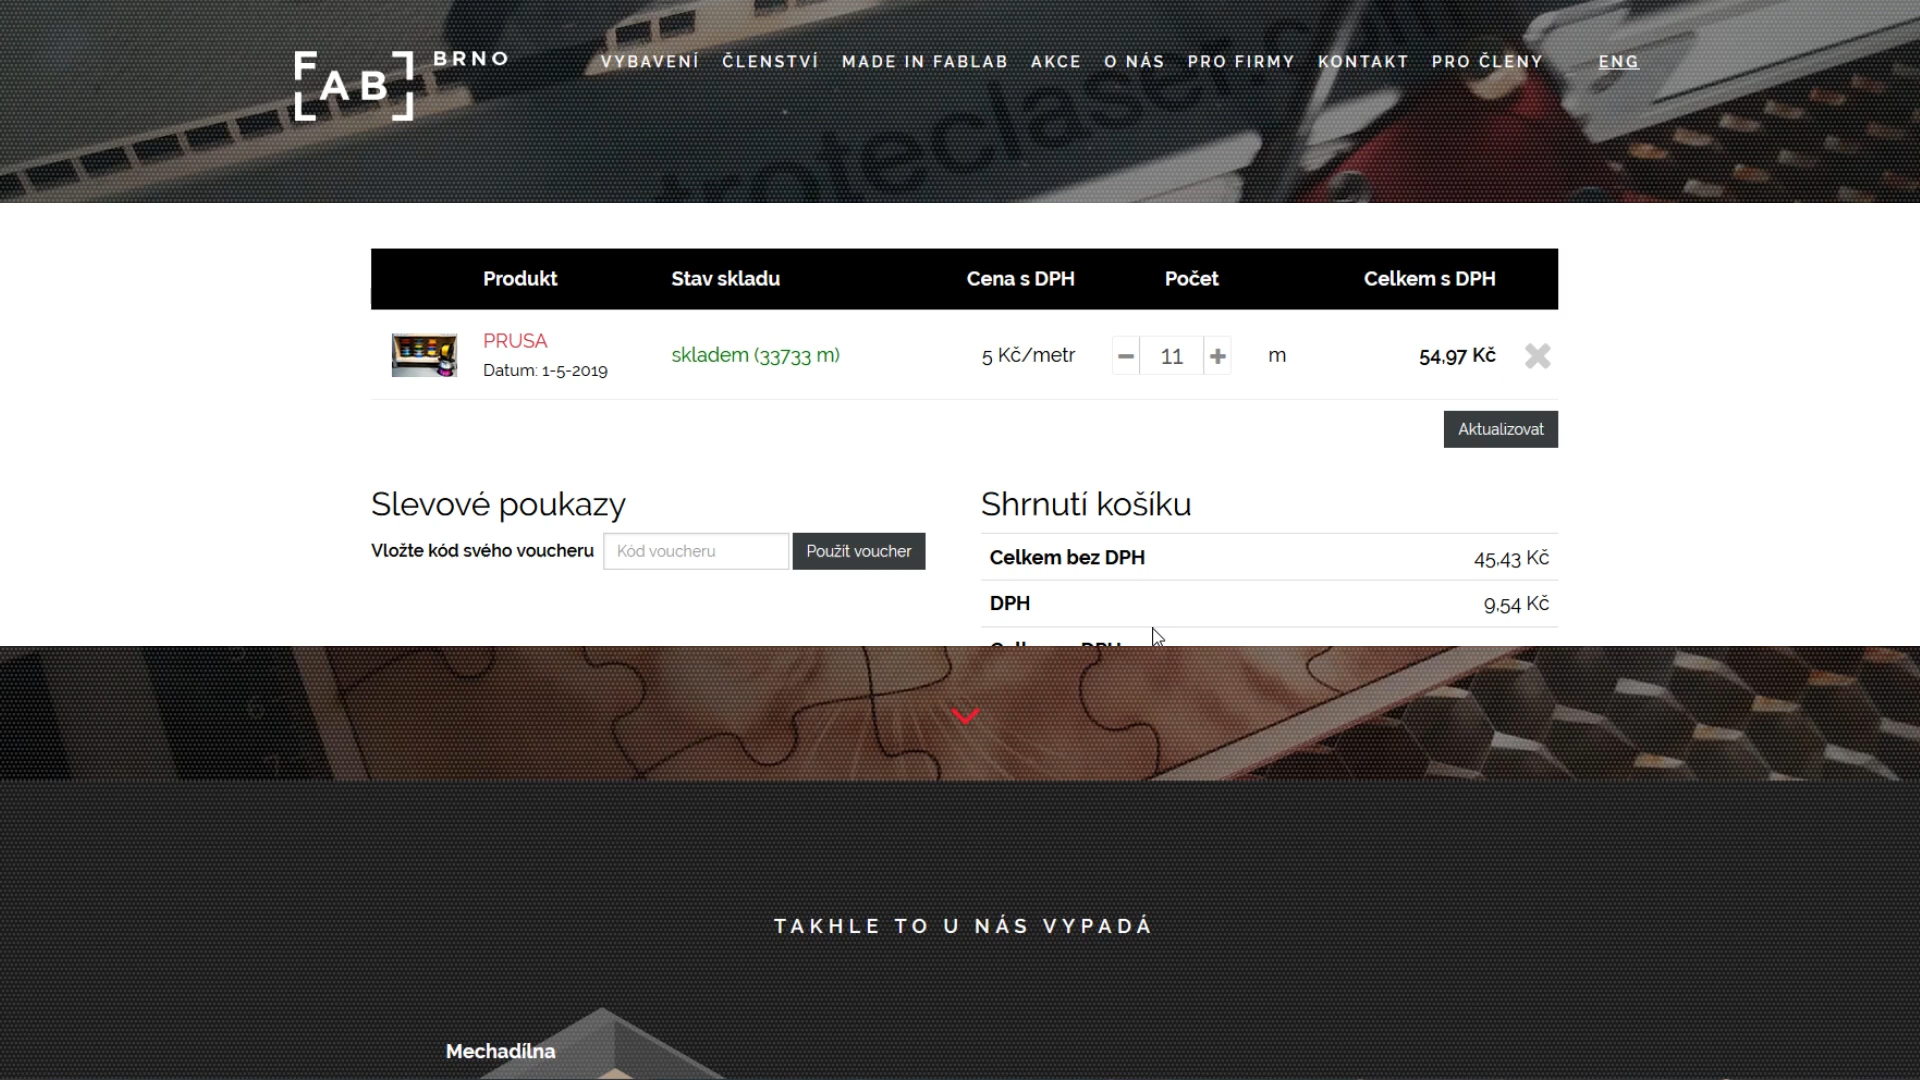 FAB BRNO
VYBAVENÍ ČLENSTVÍ MADE IN FABLAB AKCE O NÁS PRO FIRMY KONTAKT PRO ČLENY ENG
Produkt Stav skladu Cena s DPH Počet Celkem s DPH
PRUSA
Datum: 1-5-2019
skladem (33733 m) 5 Kč/metr − 11 + m 54,97 Kč
Aktualizovat
Slevové poukazy
Vložte kód svého voucheru Kód voucheru Použít voucher
Shrnutí košíku
Celkem bez DPH 45,43 Kč
DPH 9,54 Kč
TAKHLE TO U NÁS VYPADÁ
Mechadílna